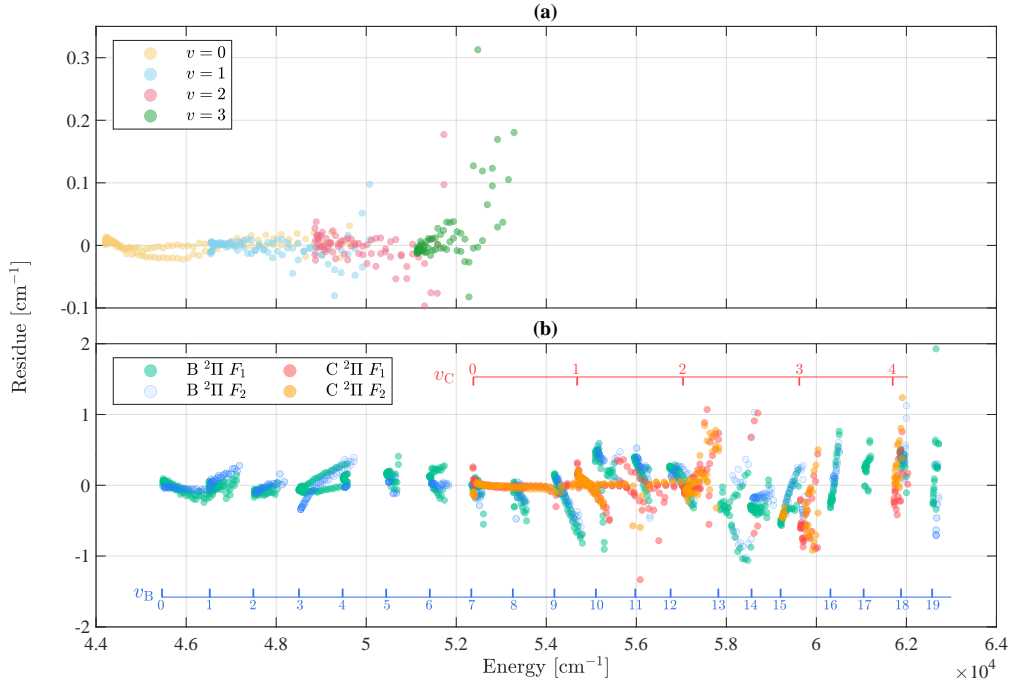 (a)
0.3
0.2
0.1
0
-0.1
v = 0
v = 1
v = 2
v = 3
Residue [cm⁻¹]
(b)
2
1
0
-1
-2
B ²Π F₁ C ²Π F₁
B ²Π F₂ C ²Π F₂
v_C 0 1 2 3 4
v_B 0 1 2 3 4 5 6 7 8 9 10 11 12 13 14 15 16 17 18 19
4.4 4.6 4.8 5 5.2 5.4 5.6 5.8 6 6.2 6.4
Energy [cm⁻¹]
×10⁴